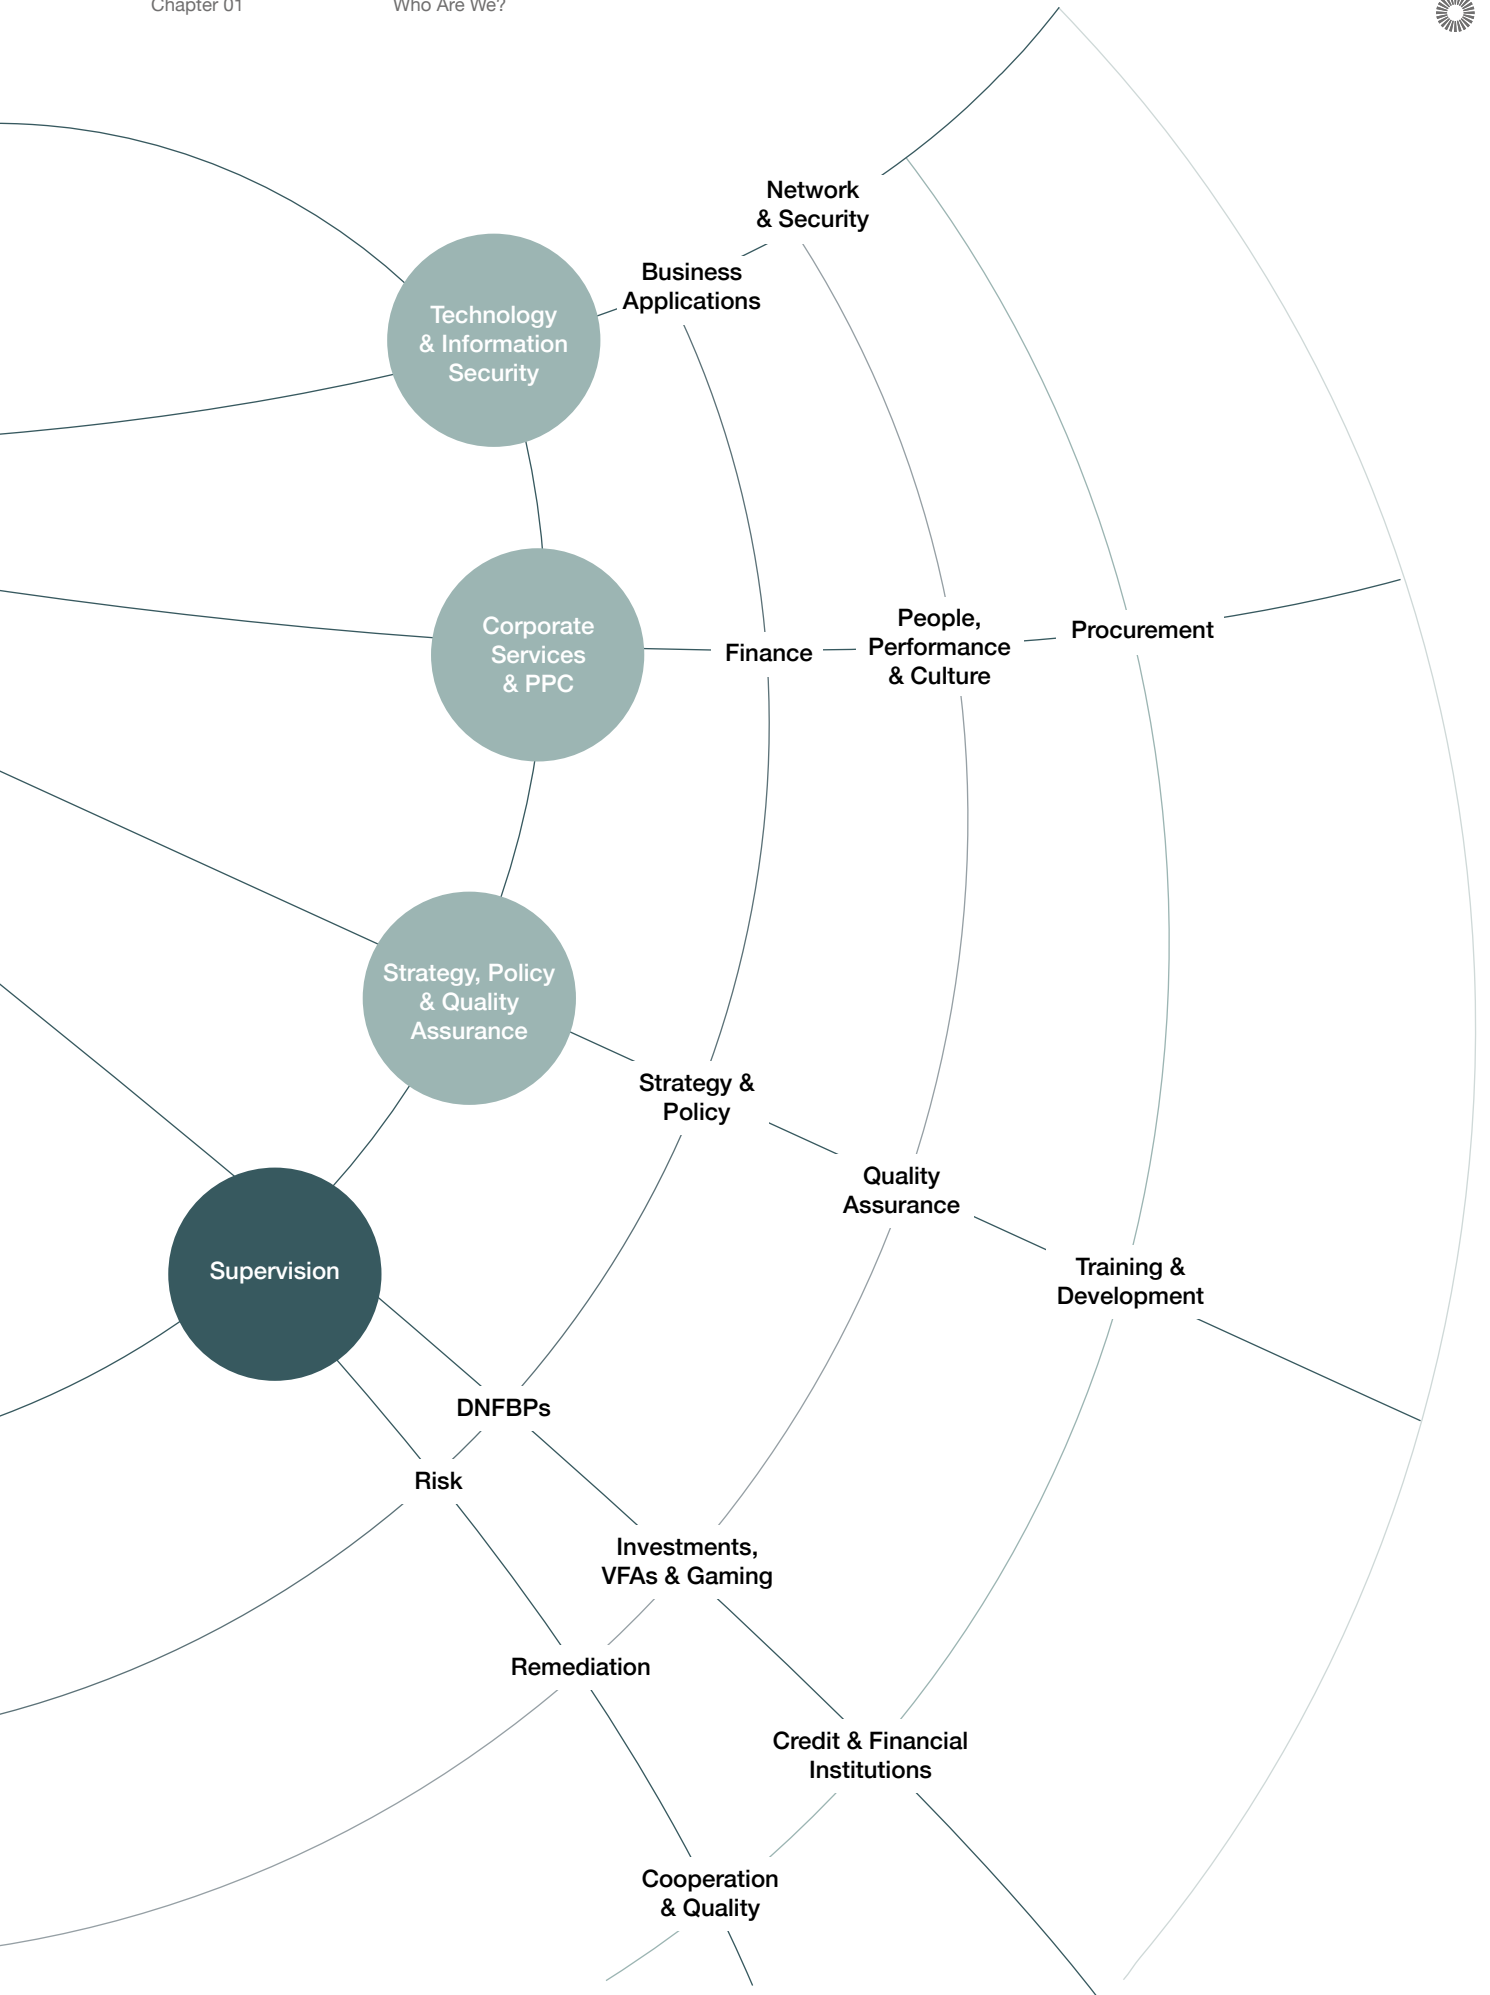 Chapter 01
Who Are We?
Network
& Security
Business
Applications
Technology
& Information
Security
Corporate
Services
& PPC
Finance
People,
Performance
& Culture
Procurement
Strategy, Policy
& Quality
Assurance
Strategy &
Policy
Quality
Assurance
Training &
Development
Supervision
DNFBPs
Risk
Investments,
VFAs & Gaming
Remediation
Credit & Financial
Institutions
Cooperation
& Quality